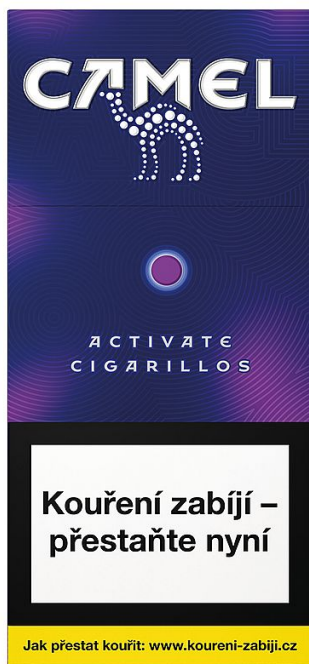 CAMEL
ACTIVATE
CIGARILLOS
Kouření zabíjí –
přestaňte nyní
Jak přestat kouřit: www.koureni-zabiji.cz